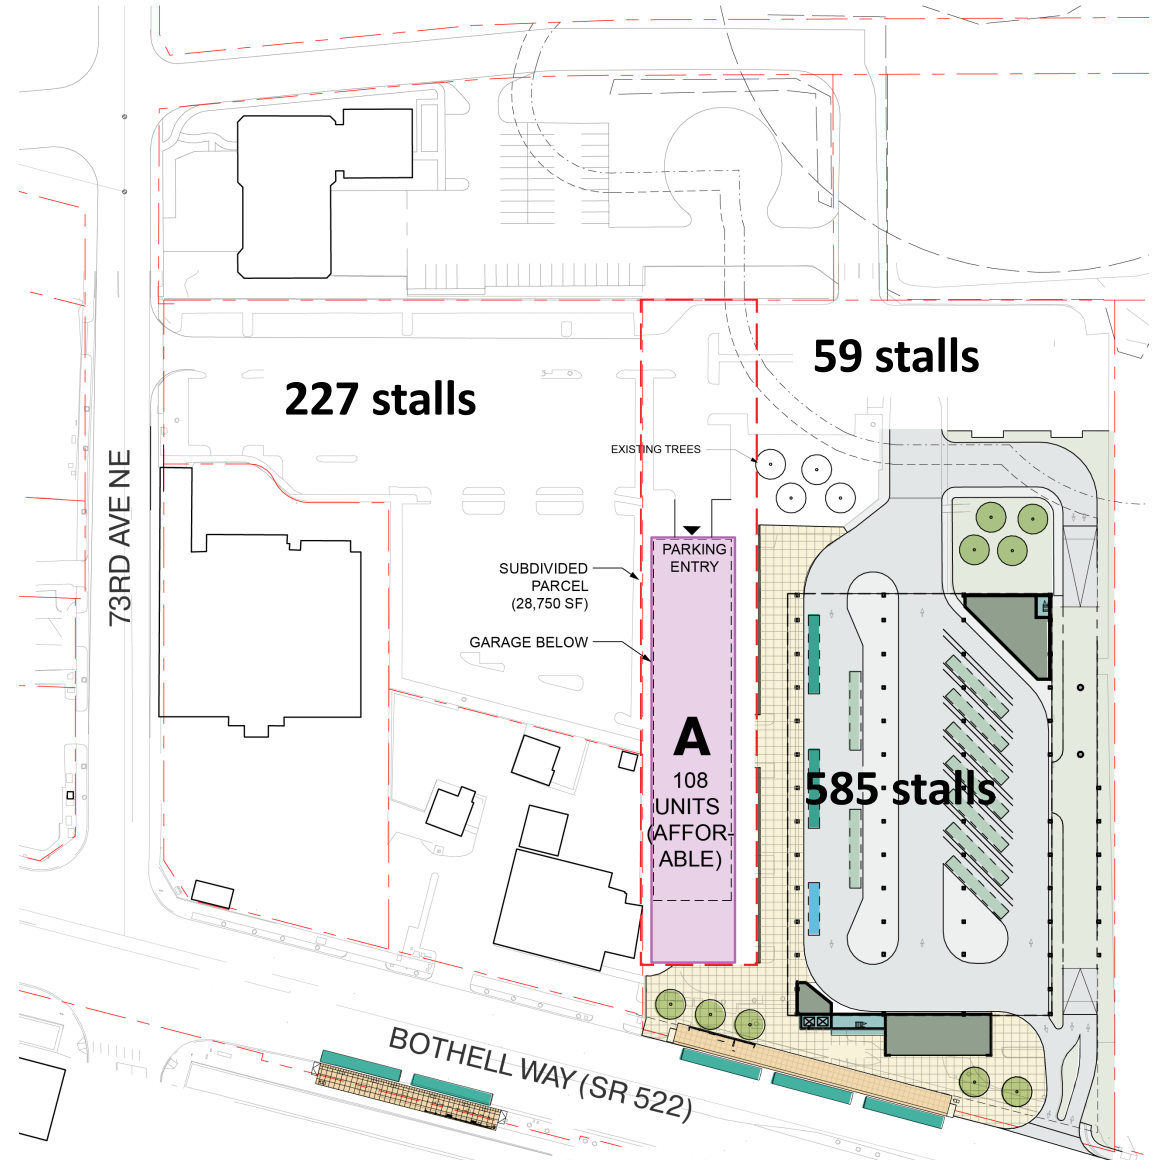 59 stalls
227 stalls
EXISTING TREES
73RD AVE NE
PARKING
ENTRY
SUBDIVIDED
PARCEL
(28,750 SF)
GARAGE BELOW
A
108
UNITS
(AFFOR-
ABLE)
585 stalls
BOTHELL WAY (SR 522)